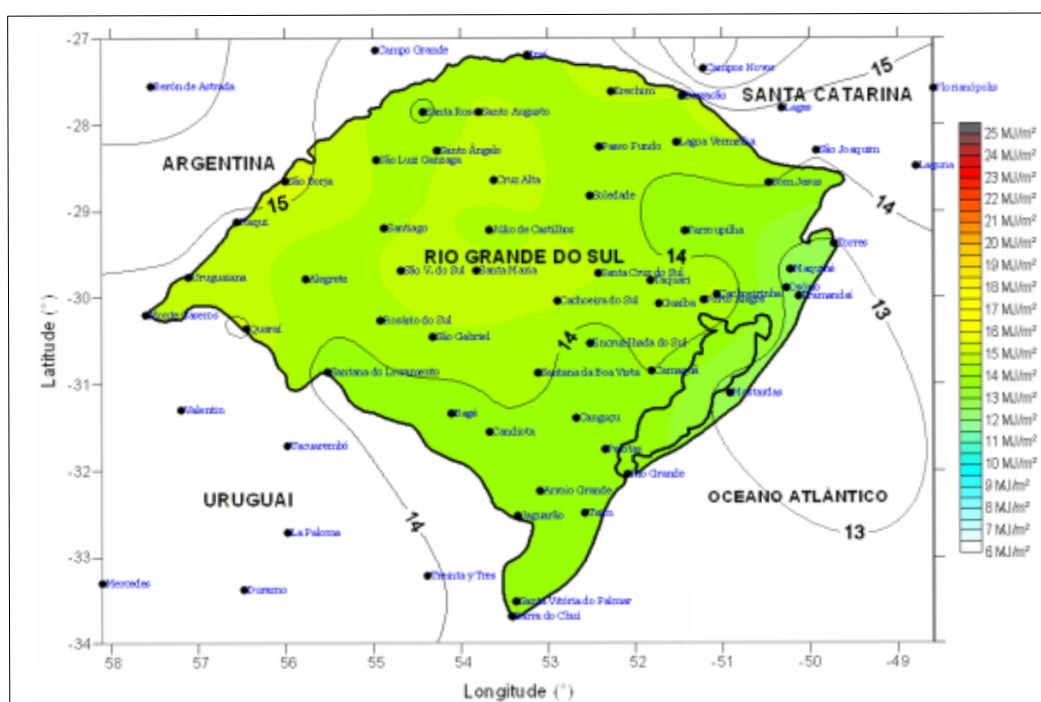 -27
Campo Grande
Iraí
Campos Novos
15
Berón de Astrada
Erechim
SANTA CATARINA
Florianópolis
Lages
-28
Santa Rosa
Santo Augusto
25 MJ/m²
24 MJ/m²
23 MJ/m²
22 MJ/m²
21 MJ/m²
20 MJ/m²
19 MJ/m²
18 MJ/m²
17 MJ/m²
16 MJ/m²
15 MJ/m²
14 MJ/m²
13 MJ/m²
12 MJ/m²
11 MJ/m²
10 MJ/m²
9 MJ/m²
8 MJ/m²
7 MJ/m²
6 MJ/m²
Santo Ângelo
Passo Fundo
Lagoa Vermelha
São Joaquim
ARGENTINA
São Luiz Gonzaga
Laguna
São Borja
Cruz Alta
Soledade
Bom Jesus
-29
15
14
Itaqui
Santiago
Júlio de Castilhos
Farroupilha
Torres
RIO GRANDE DO SUL
14
Uruguaiana
Alegrete
São V. do Sul
Santa Maria
Santa Cruz do Sul
Taquari
Maquiné
Cachoeirinha
Osório
Tramandaí
-30
Monte Caseros
Cachoeira do Sul
Guaíba
Porto Alegre
13
Quaraí
Rosário do Sul
São Gabriel
14
Encruzilhada do Sul
-31
Santana do Livramento
Santana da Boa Vista
Camaquã
Mostardas
Valentin
Bagé
Canguçu
Tacuarembó
Candiota
Pelotas
-32
Rio Grande
URUGUAI
Arroio Grande
OCEANO ATLÂNTICO
14
Jaguarão
Taim
La Paloma
13
-33
Mercedes
Durazno
Treinta y Tres
Santa Vitória do Palmar
Barra do Chuí
-34
58
-57
-56
55
-54
53
-52
-51
-50
-49
Latitude (°)
Longitude (°)